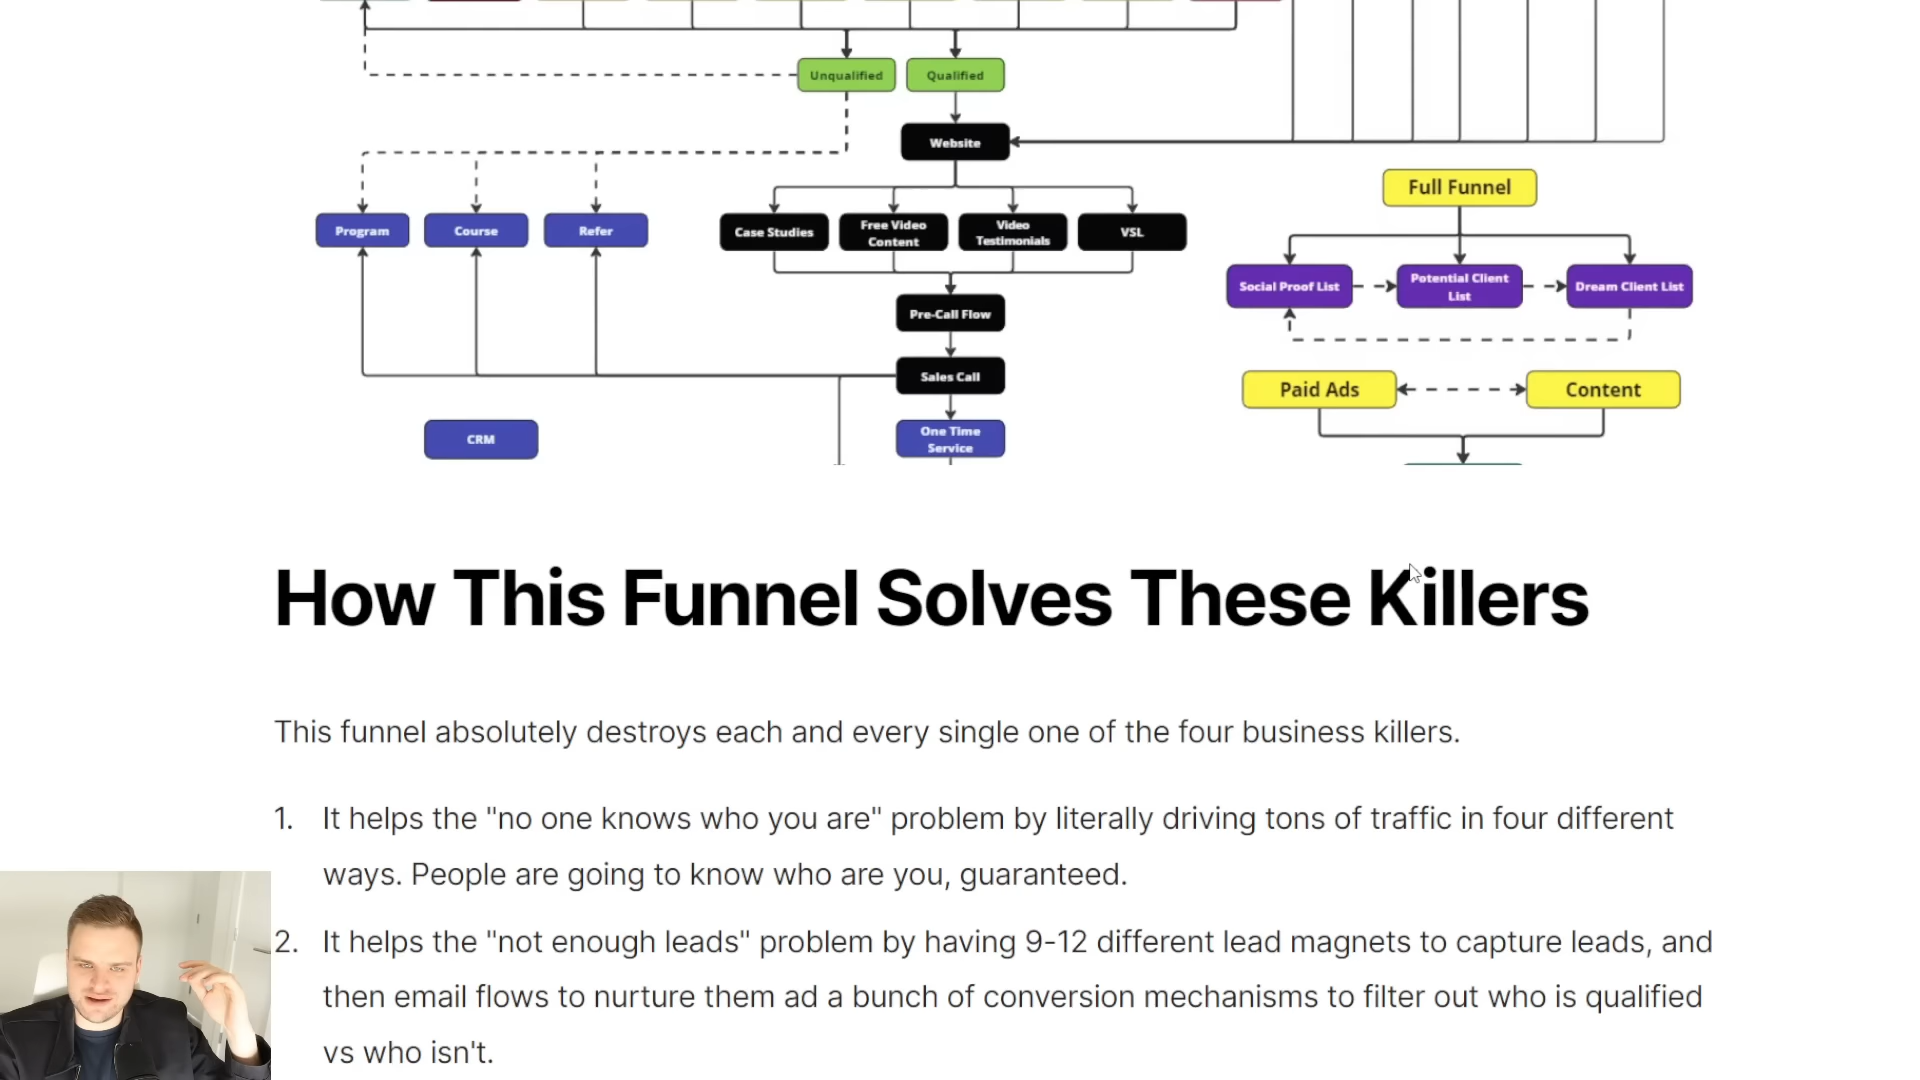 Unqualified
Qualified
Website
Full Funnel
Program
Course
Refer
Case Studies
Free Video
Content
Video
Testimonials
VSL
Social Proof List
Potential Client
List
Dream Client List
Pre-Call Flow
Sales Call
Paid Ads
Content
CRM
One Time
Service
How This Funnel Solves These Killers
This funnel absolutely destroys each and every single one of the four business killers.
1. It helps the "no one knows who you are" problem by literally driving tons of traffic in four different
ways. People are going to know who are you, guaranteed.
2. It helps the "not enough leads" problem by having 9-12 different lead magnets to capture leads, and
then email flows to nurture them ad a bunch of conversion mechanisms to filter out who is qualified
vs who isn't.